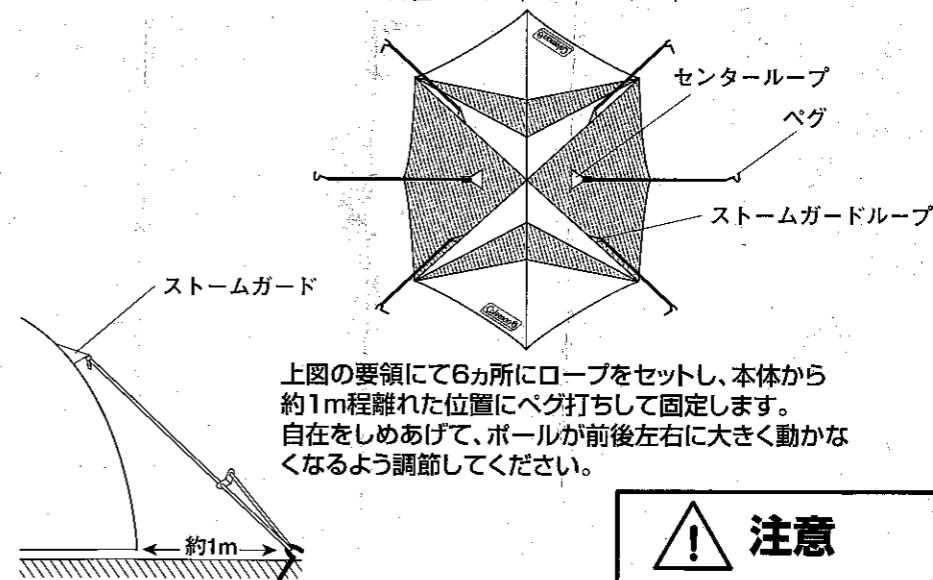 Coleman
センターループ
ペグ
ストームガードループ
ストームガード
Coleman
上図の要領にて6ヵ所にロープをセットし、本体から
約1m程離れた位置にペグ打ちして固定します。
自在をしめあげて、ポールが前後左右に大きく動かな
くなるよう調節してください。
約1m
注意